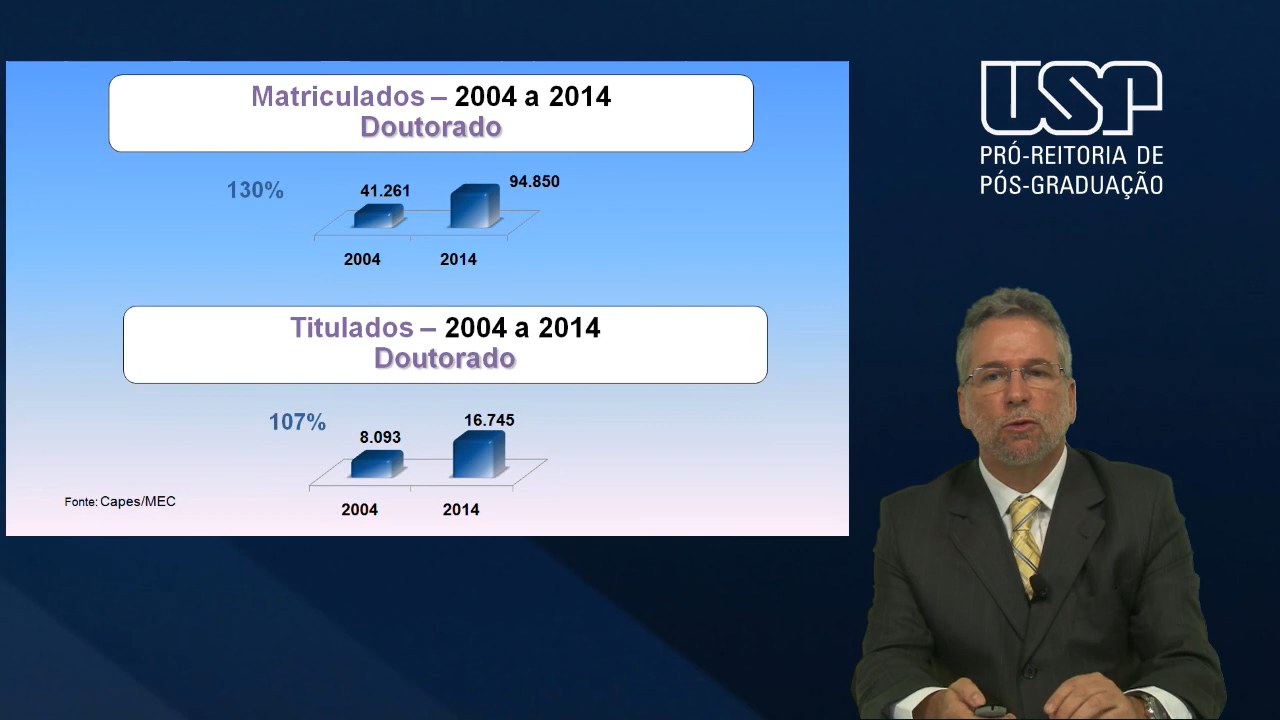 Matriculados – 2004 a 2014
Doutorado
130%
41.261
94.850
2004
2014
Titulados – 2004 a 2014
Doutorado
107%
8.093
16.745
2004
2014
Fonte: Capes/MEC
USP
PRÓ-REITORIA DE
PÓS-GRADUAÇÃO